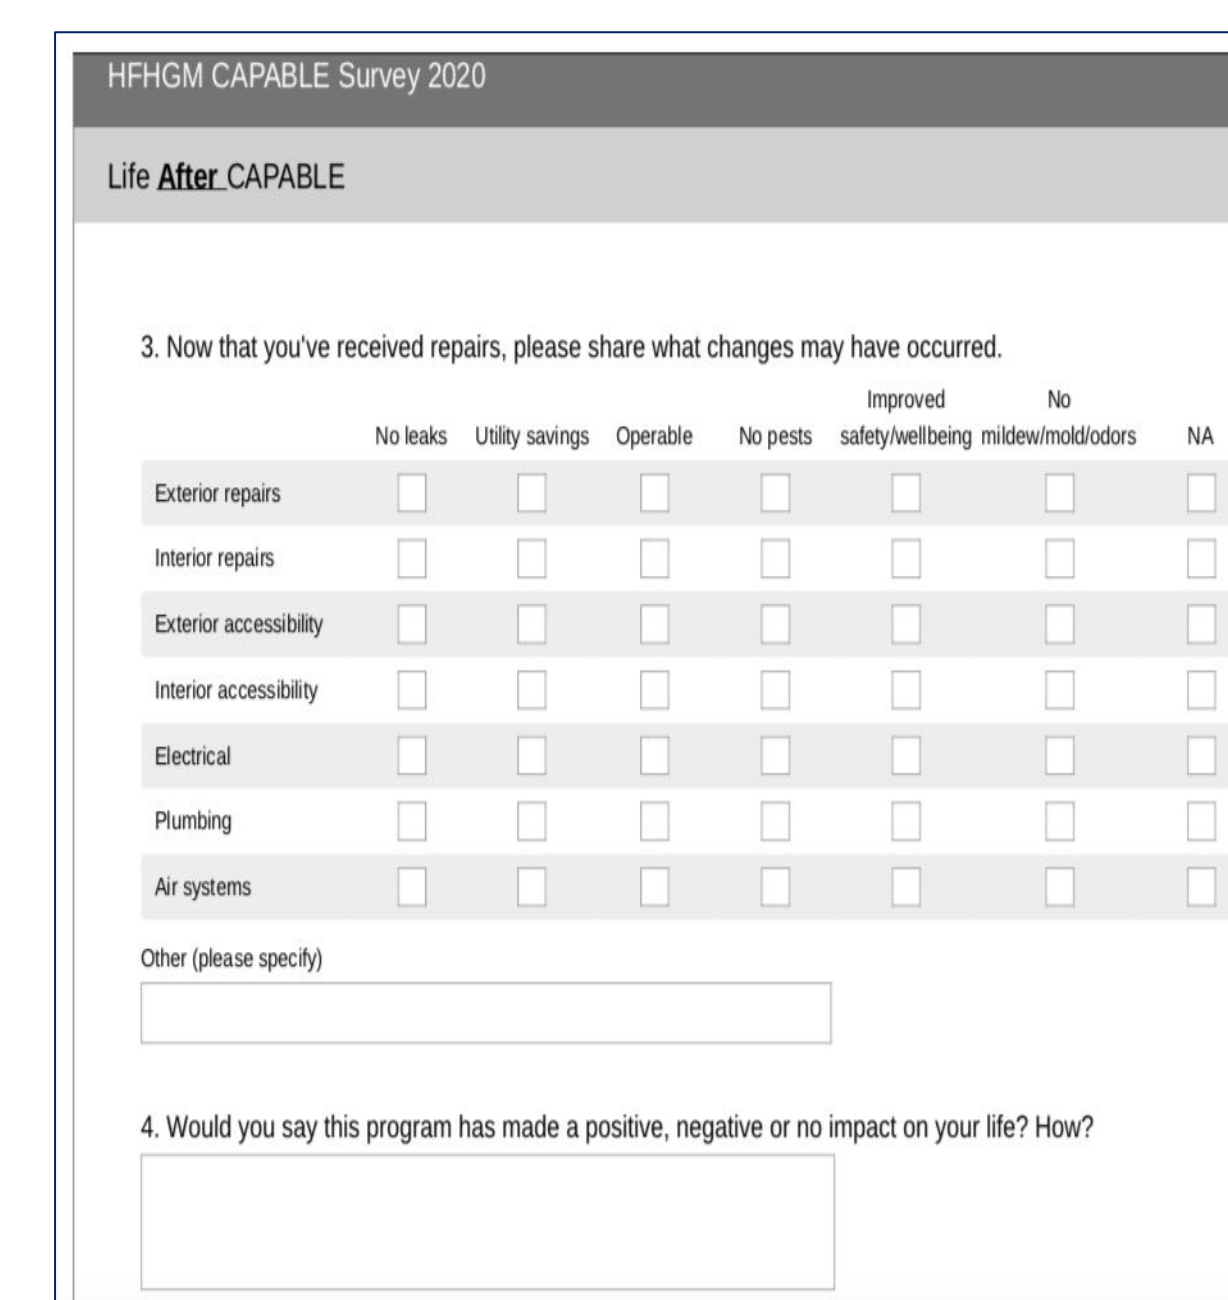 HFHGM CAPABLE Survey 2020
Life After CAPABLE
3. Now that you've received repairs, please share what changes may have occurred.
Improved No
No leaks Utility savings Operable No pests safety/wellbeing mildew/mold/odors NA
Exterior repairs
Interior repairs
Exterior accessibility
Interior accessibility
Electrical
Plumbing
Air systems
Other (please specify)
4. Would you say this program has made a positive, negative or no impact on your life? How?